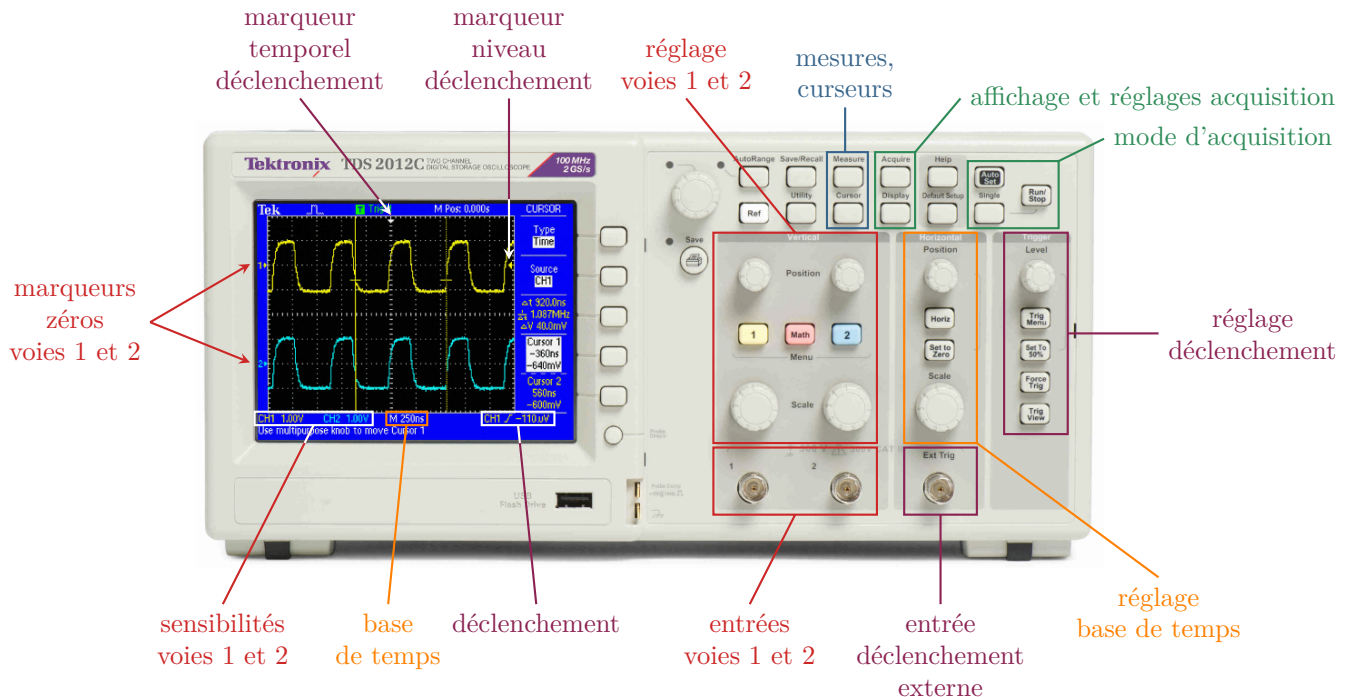 marqueur
temporel
déclenchement
marqueur
niveau
déclenchement
réglage
voies 1 et 2
mesures,
curseurs
affichage et réglages acquisition
mode d'acquisition
Tektronix TDS 2012C TWO CHANNEL
DIGITAL STORAGE OSCILLOSCOPE
100 MHz
2 GS/s
Tek
T
M Pos: 0.000s
CURSOR
Type
Time
Source
CH1
△t 920.0ns
1.087MHz
△V 40.0mV
Cursor 1
-360ns
-640mV
Cursor 2
560ns
-600mV
1
2
CH1 1.00V
CH2 1.00V
M 250ns
CH1
Use multipurpose knob to move Cursor 1
AutoRange
Save/Recall
Measure
Acquire
Help
Auto
Set
Run/
Stop
Ref
Utility
Cursor
Display
Default Setup
Single
Save
Vertical
Horizontal
Trigger
Position
Position
Level
1
Math
2
Menu
Horiz
Set to
Zero
Trig
Menu
Set To
50%
Force
Trig
Trig
View
Scale
Scale
1
2
Ext Trig
USB
Flash Drive
marqueurs
zéros
voies 1 et 2
réglage
déclenchement
sensibilités
voies 1 et 2
base
de temps
déclenchement
entrées
voies 1 et 2
entrée
déclenchement
externe
réglage
base de temps